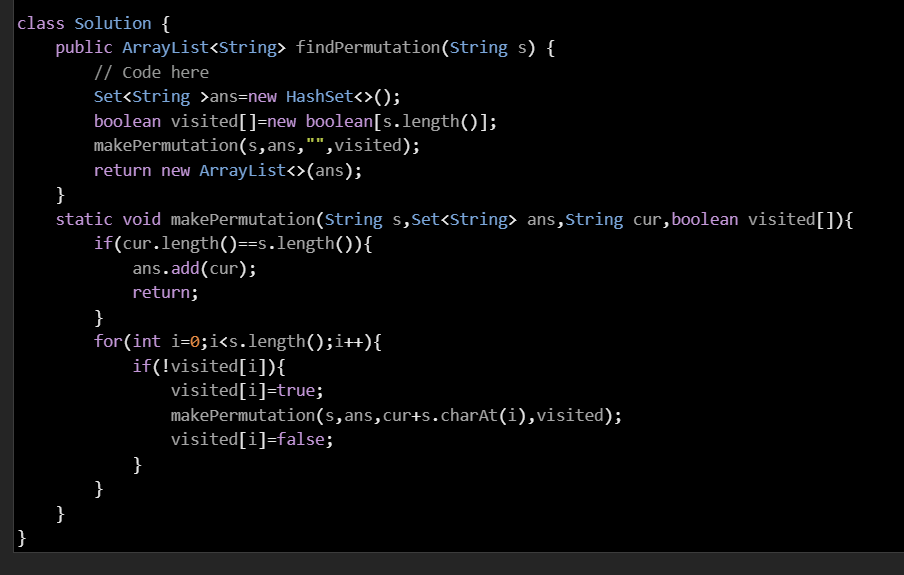 class Solution {
    public ArrayList<String> findPermutation(String s) {
        // Code here
        Set<String >ans=new HashSet<>();
        boolean visited[]=new boolean[s.length()];
        makePermutation(s,ans,"",visited);
        return new ArrayList<>(ans);
    }
    static void makePermutation(String s,Set<String> ans,String cur,boolean visited[]){
        if(cur.length()==s.length()){
            ans.add(cur);
            return;
        }
        for(int i=0;i<s.length();i++){
            if(!visited[i]){
                visited[i]=true;
                makePermutation(s,ans,cur+s.charAt(i),visited);
                visited[i]=false;
            }
        }
    }
}